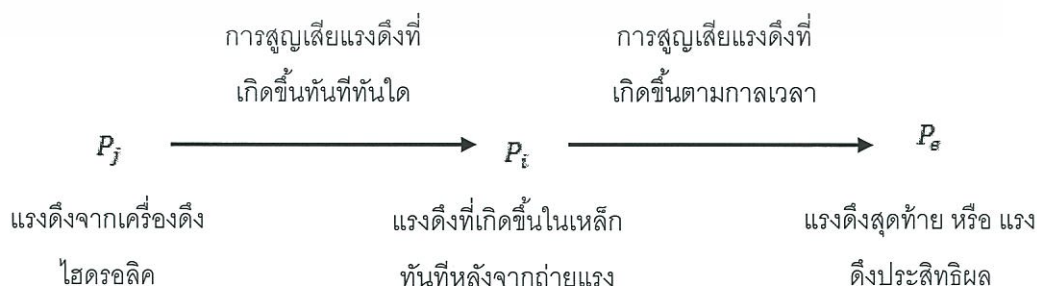 การสูญเสียแรงดึงที่
เกิดขึ้นทันทีทันใด
การสูญเสียแรงดึงที่
เกิดขึ้นตามกาลเวลา
P_j
P_i
P_e
แรงดึงจากเครื่องดึง
ไฮดรอลิค
แรงดึงที่เกิดขึ้นในเหล็ก
ทันทีหลังจากถ่ายแรง
แรงดึงสุดท้าย หรือ แรง
ดึงประสิทธิผล